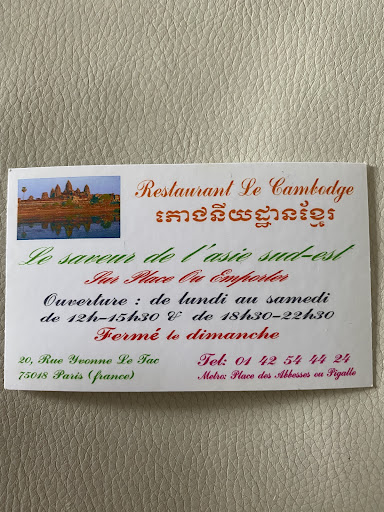 Restaurant Le Cambodge
ភោជនីយដ្ឋានខ្មែរ
Le saveur de l'asie sud-est
Sur Place Ou Emporter
Ouverture : de lundi au samedi
de 12h-15h30 & de 18h30-22h30
Fermé le dimanche
20, Rue Yvonne Le Tac
75018 Paris (france)
Tel: 01 42 54 44 24
Metro: Place des Abbesses ou Pigalle